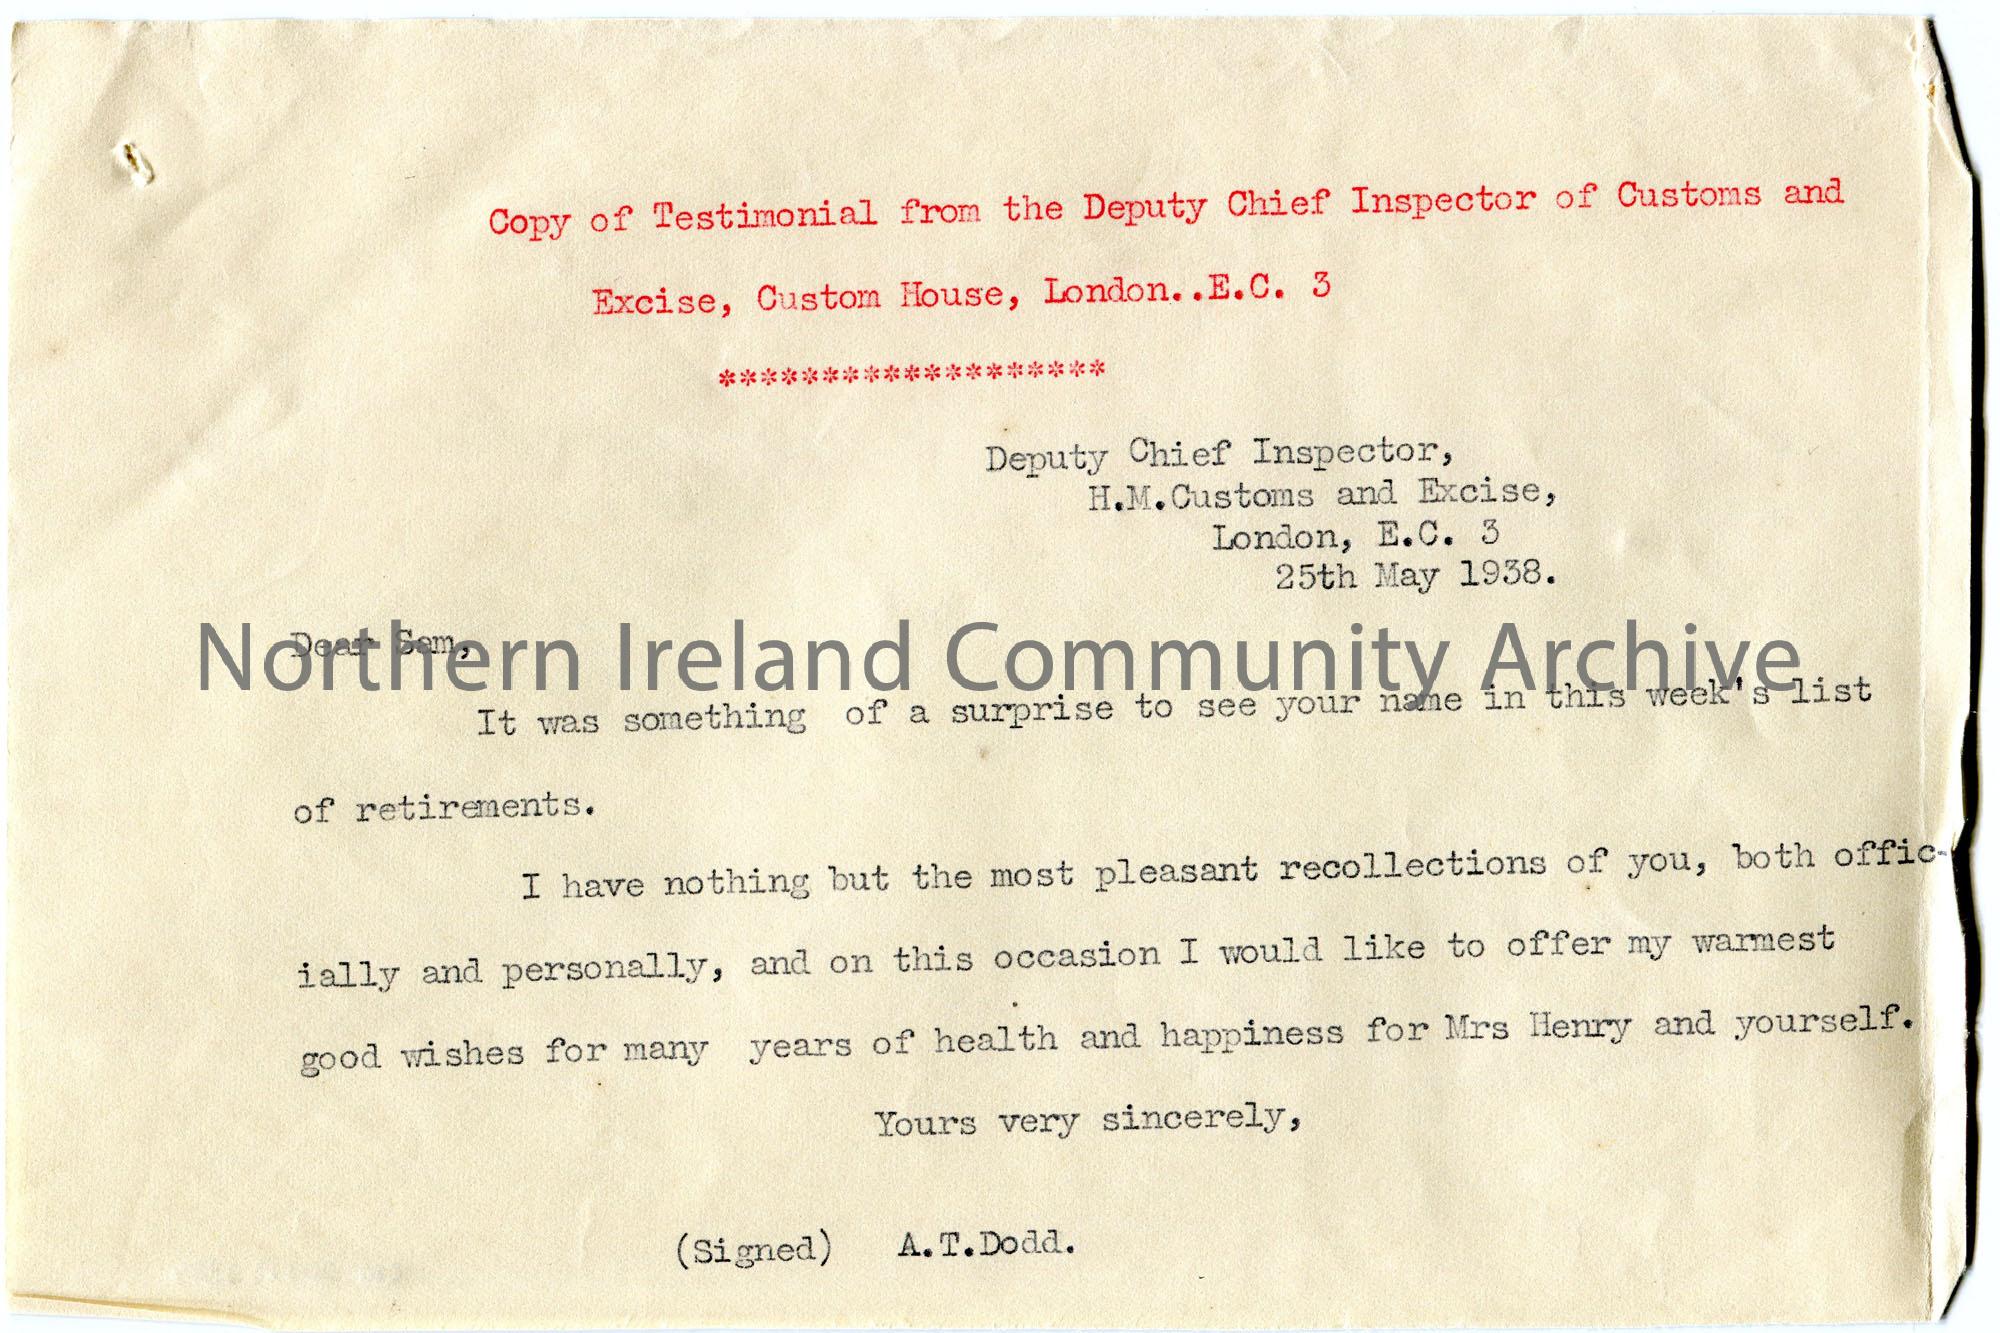 Copy of Testimonial from the Deputy Chief Inspector of Customs and
Excise, Custom House, London..E.C. 3
*******************
Deputy Chief Inspector,
H.M.Customs and Excise,
London, E.C. 3
25th May 1938.
Dear Sam,
Northern Ireland Community Archive
It was something of a surprise to see your name in this week's list
of retirements.
I have nothing but the most pleasant recollections of you, both offic-
ially and personally, and on this occasion I would like to offer my warmest
good wishes for many years of health and happiness for Mrs Henry and yourself.
Yours very sincerely,
(Signed) A.T.Dodd.